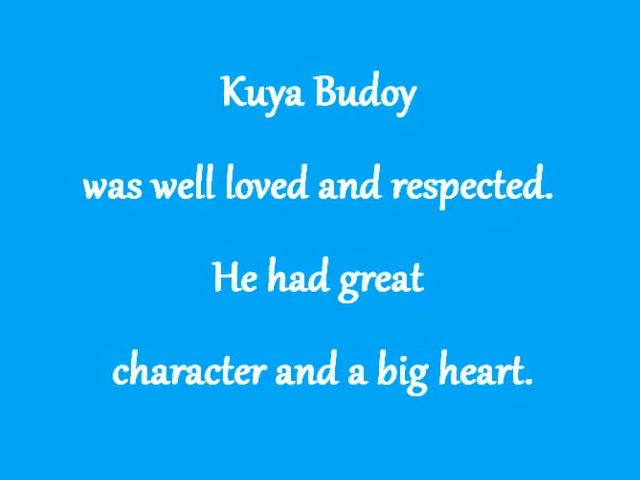 Kuya Budoy
was well loved and respected.
He had great
character and a big heart.